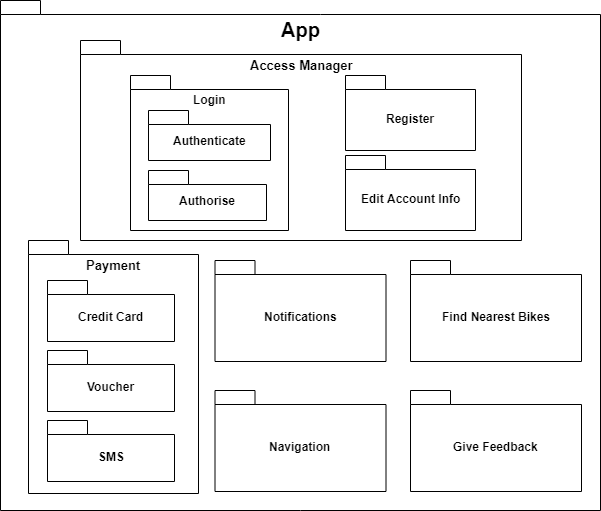 App
Access Manager
Login
Authenticate
Authorise
Register
Edit Account Info
Payment
Credit Card
Voucher
SMS
Notifications
Find Nearest Bikes
Navigation
Give Feedback